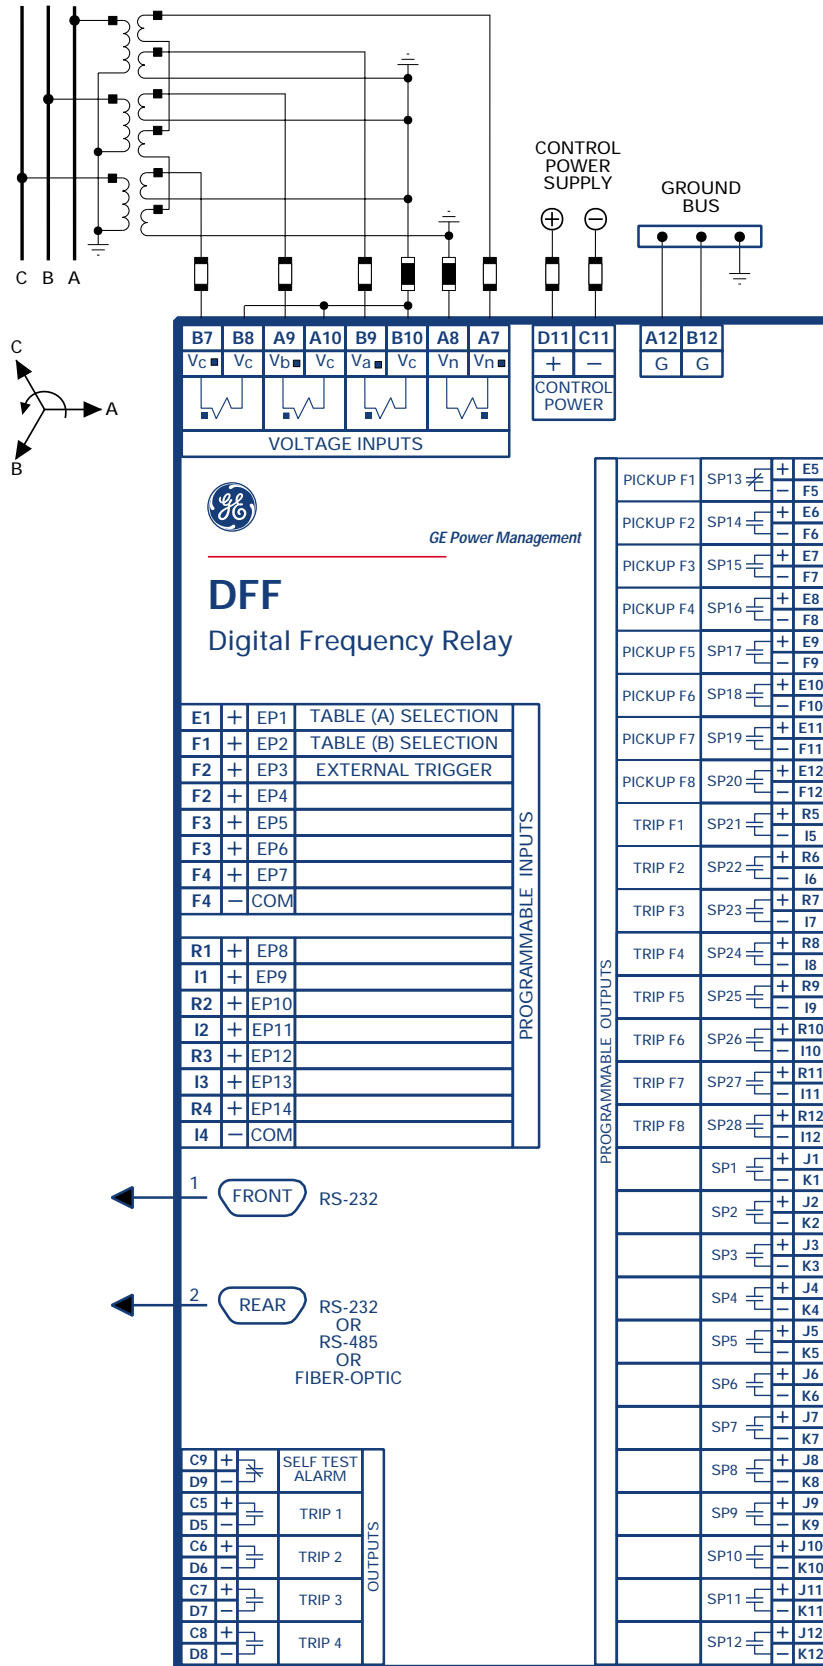 CONTROL
POWER
SUPPLY
GROUND
BUS
+ −
C B A
B7 B8 A9 A10 B9 B10 A8 A7
D11 C11
A12 B12
Vc Vc Vb Vc Va Vc Vn Vn
+ −
G G
CONTROL
POWER
VOLTAGE INPUTS
C
A
B
GE
GE Power Management
DFF
Digital Frequency Relay
E1 + EP1 TABLE (A) SELECTION
F1 + EP2 TABLE (B) SELECTION
F2 + EP3 EXTERNAL TRIGGER
F2 + EP4
F3 + EP5
F3 + EP6
F4 + EP7
F4 − COM
R1 + EP8
I1 + EP9
R2 + EP10
I2 + EP11
R3 + EP12
I3 + EP13
R4 + EP14
I4 − COM
PROGRAMMABLE INPUTS
1 FRONT RS-232
2 REAR RS-232
OR
RS-485
OR
FIBER-OPTIC
C9 + SELF TEST
D9 − ALARM
C5 + TRIP 1
D5 −
C6 + TRIP 2
D6 −
C7 + TRIP 3
D7 −
C8 + TRIP 4
D8 −
OUTPUTS
PROGRAMMABLE OUTPUTS
PICKUP F1 SP13 + E5
− F5
PICKUP F2 SP14 + E6
− F6
PICKUP F3 SP15 + E7
− F7
PICKUP F4 SP16 + E8
− F8
PICKUP F5 SP17 + E9
− F9
PICKUP F6 SP18 + E10
− F10
PICKUP F7 SP19 + E11
− F11
PICKUP F8 SP20 + E12
− F12
TRIP F1 SP21 + R5
− I5
TRIP F2 SP22 + R6
− I6
TRIP F3 SP23 + R7
− I7
TRIP F4 SP24 + R8
− I8
TRIP F5 SP25 + R9
− I9
TRIP F6 SP26 + R10
− I10
TRIP F7 SP27 + R11
− I11
TRIP F8 SP28 + R12
− I12
SP1 + J1
− K1
SP2 + J2
− K2
SP3 + J3
− K3
SP4 + J4
− K4
SP5 + J5
− K5
SP6 + J6
− K6
SP7 + J7
− K7
SP8 + J8
− K8
SP9 + J9
− K9
SP10 + J10
− K10
SP11 + J11
− K11
SP12 + J12
− K12